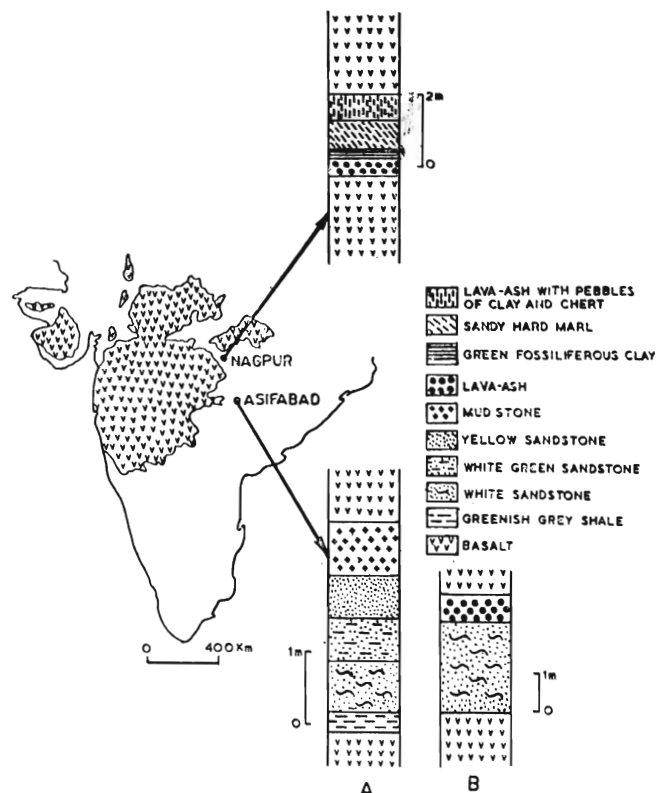 2m
0
LAVA-ASH WITH PEBBLES
OF CLAY AND CHERT
SANDY HARD MARL
GREEN FOSSILIFEROUS CLAY
LAVA-ASH
MUD STONE
YELLOW SANDSTONE
WHITE GREEN SANDSTONE
WHITE SANDSTONE
GREENISH GREY SHALE
BASALT
NAGPUR
ASIFABAD
0 400 Km
1m
0
1m
0
A B